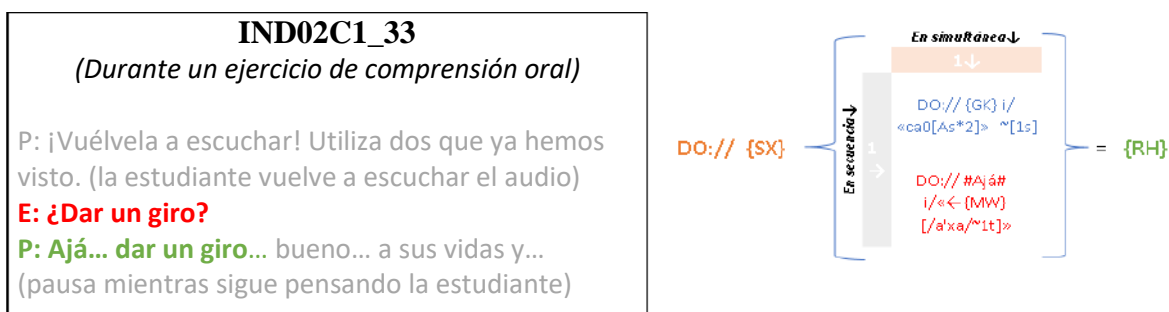 IND02C1_33
(Durante un ejercicio de comprensión oral)
P: ¡Vuélvela a escuchar! Utiliza dos que ya hemos
visto. (la estudiante vuelve a escuchar el audio)
E: ¿Dar un giro?
P: Ajá… dar un giro… bueno… a sus vidas y…
(pausa mientras sigue pensando la estudiante)
DO:// {SX}
En simultánea↓
1↓
En secuencia↓
1
→
DO:// {GK} i/
«ca0[As*2]» ~[1s]
DO:// #Ajá#
i/«←{MW}
[/a'xa/~1t]»
= {RH}